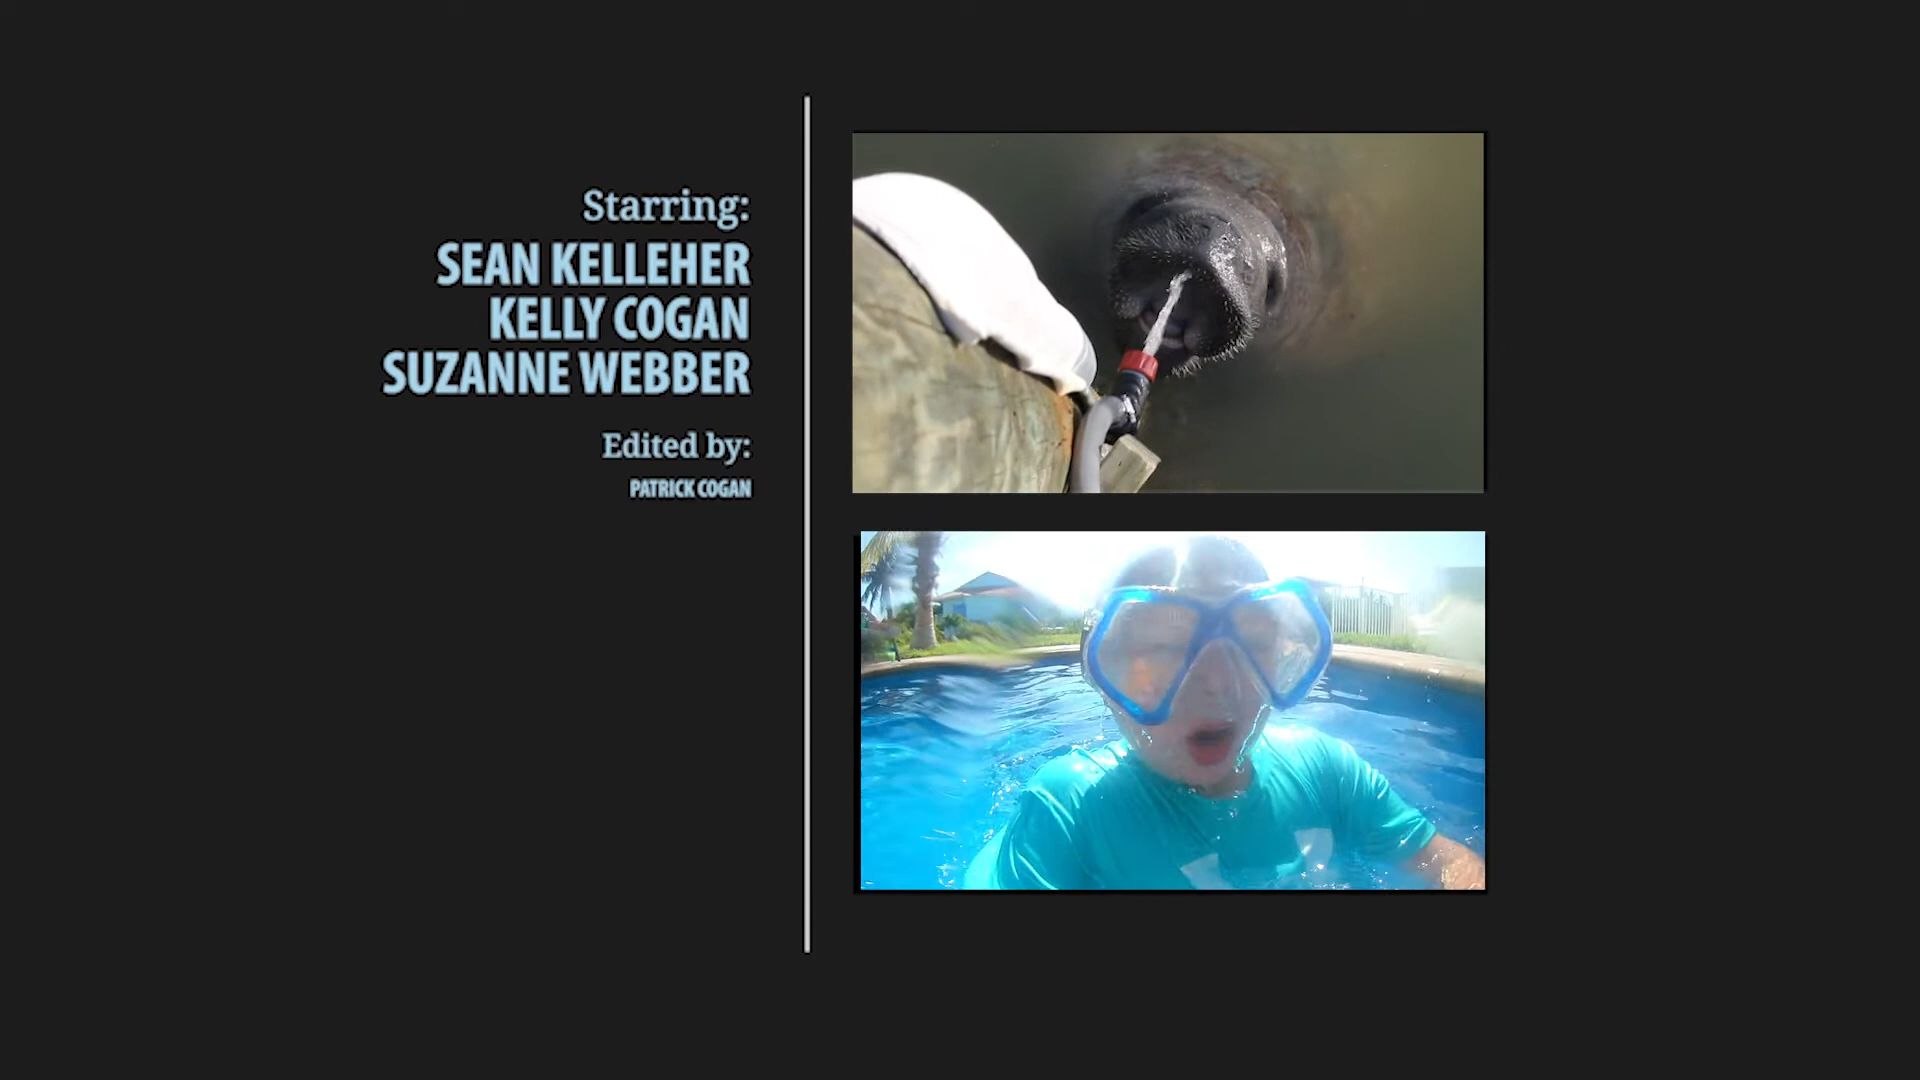 Starring:
SEAN KELLEHER
KELLY COGAN
SUZANNE WEBBER
Edited by:
PATRICK COGAN